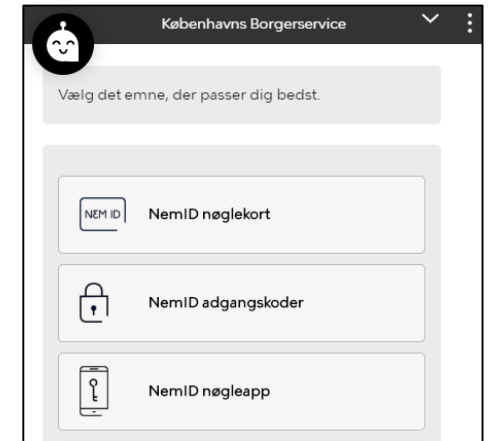 Københavns Borgerservice
Vælg det emne, der passer dig bedst.
NEM ID
NemID nøglekort
NemID adgangskoder
NemID nøgleapp